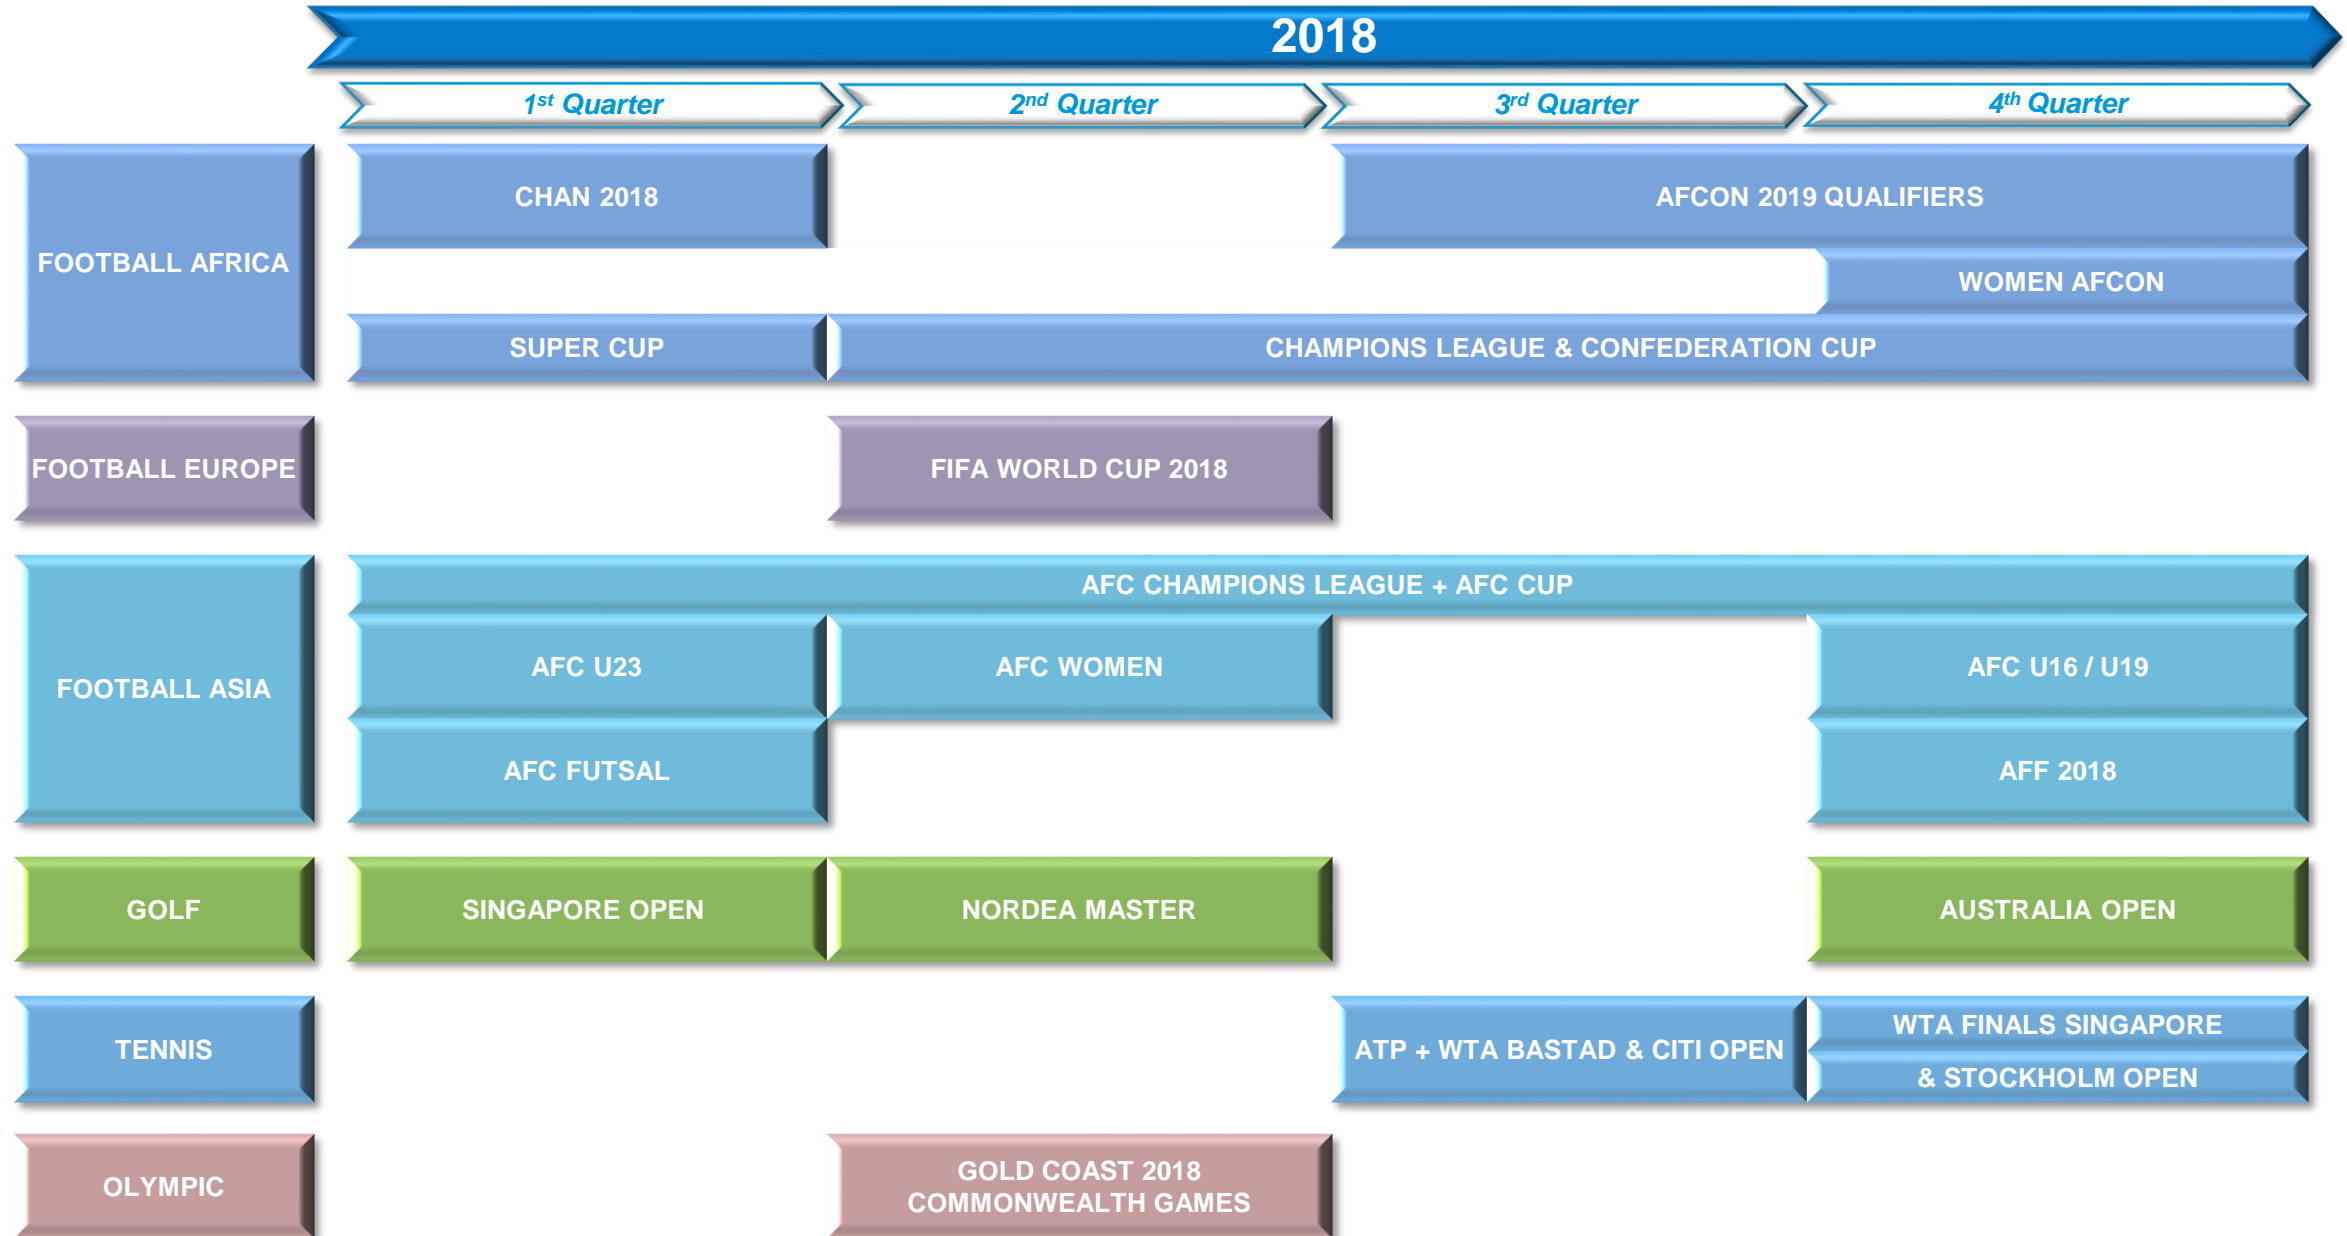 2018
1st Quarter
2nd Quarter
3rd Quarter
4th Quarter
FOOTBALL AFRICA
CHAN 2018
AFCON 2019 QUALIFIERS
WOMEN AFCON
SUPER CUP
CHAMPIONS LEAGUE & CONFEDERATION CUP
FOOTBALL EUROPE
FIFA WORLD CUP 2018
FOOTBALL ASIA
AFC CHAMPIONS LEAGUE + AFC CUP
AFC U23
AFC WOMEN
AFC U16 / U19
AFC FUTSAL
AFF 2018
GOLF
SINGAPORE OPEN
NORDEA MASTER
AUSTRALIA OPEN
TENNIS
ATP + WTA BASTAD & CITI OPEN
WTA FINALS SINGAPORE
& STOCKHOLM OPEN
OLYMPIC
GOLD COAST 2018
COMMONWEALTH GAMES